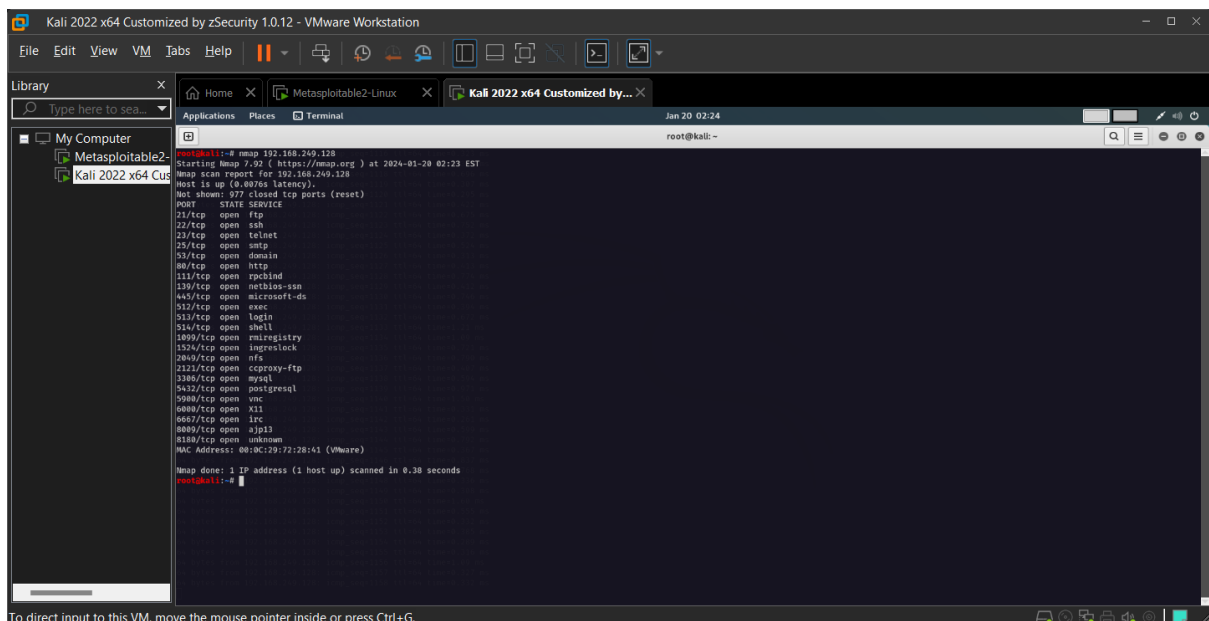 Kali 2022 x64 Customized by zSecurity 1.0.12 - VMware Workstation
File Edit View VM Tabs Help
Library X
Type here to sea...
My Computer
Metasploitable2-
Kali 2022 x64 Cus
Home Metasploitable2-Linux Kali 2022 x64 Customized by...
Applications Places Terminal Jan 20 02:24
root@kali: ~
root@kali:~# nmap 192.168.249.128
Starting Nmap 7.92 ( https://nmap.org ) at 2024-01-20 02:23 EST
Nmap scan report for 192.168.249.128
Host is up (0.0076s latency).
Not shown: 977 closed tcp ports (reset)
PORT STATE SERVICE
21/tcp open ftp
22/tcp open ssh
23/tcp open telnet
25/tcp open smtp
53/tcp open domain
80/tcp open http
111/tcp open rpcbind
139/tcp open netbios-ssn
445/tcp open microsoft-ds
512/tcp open exec
513/tcp open login
514/tcp open shell
1099/tcp open rmiregistry
1524/tcp open ingreslock
2049/tcp open nfs
2121/tcp open ccproxy-ftp
3306/tcp open mysql
5432/tcp open postgresql
5900/tcp open vnc
6000/tcp open X11
6667/tcp open irc
8009/tcp open ajp13
8180/tcp open unknown
MAC Address: 00:0C:29:72:28:41 (VMware)
Nmap done: 1 IP address (1 host up) scanned in 0.38 seconds
root@kali:~#
To direct input to this VM, move the mouse pointer inside or press Ctrl+G.